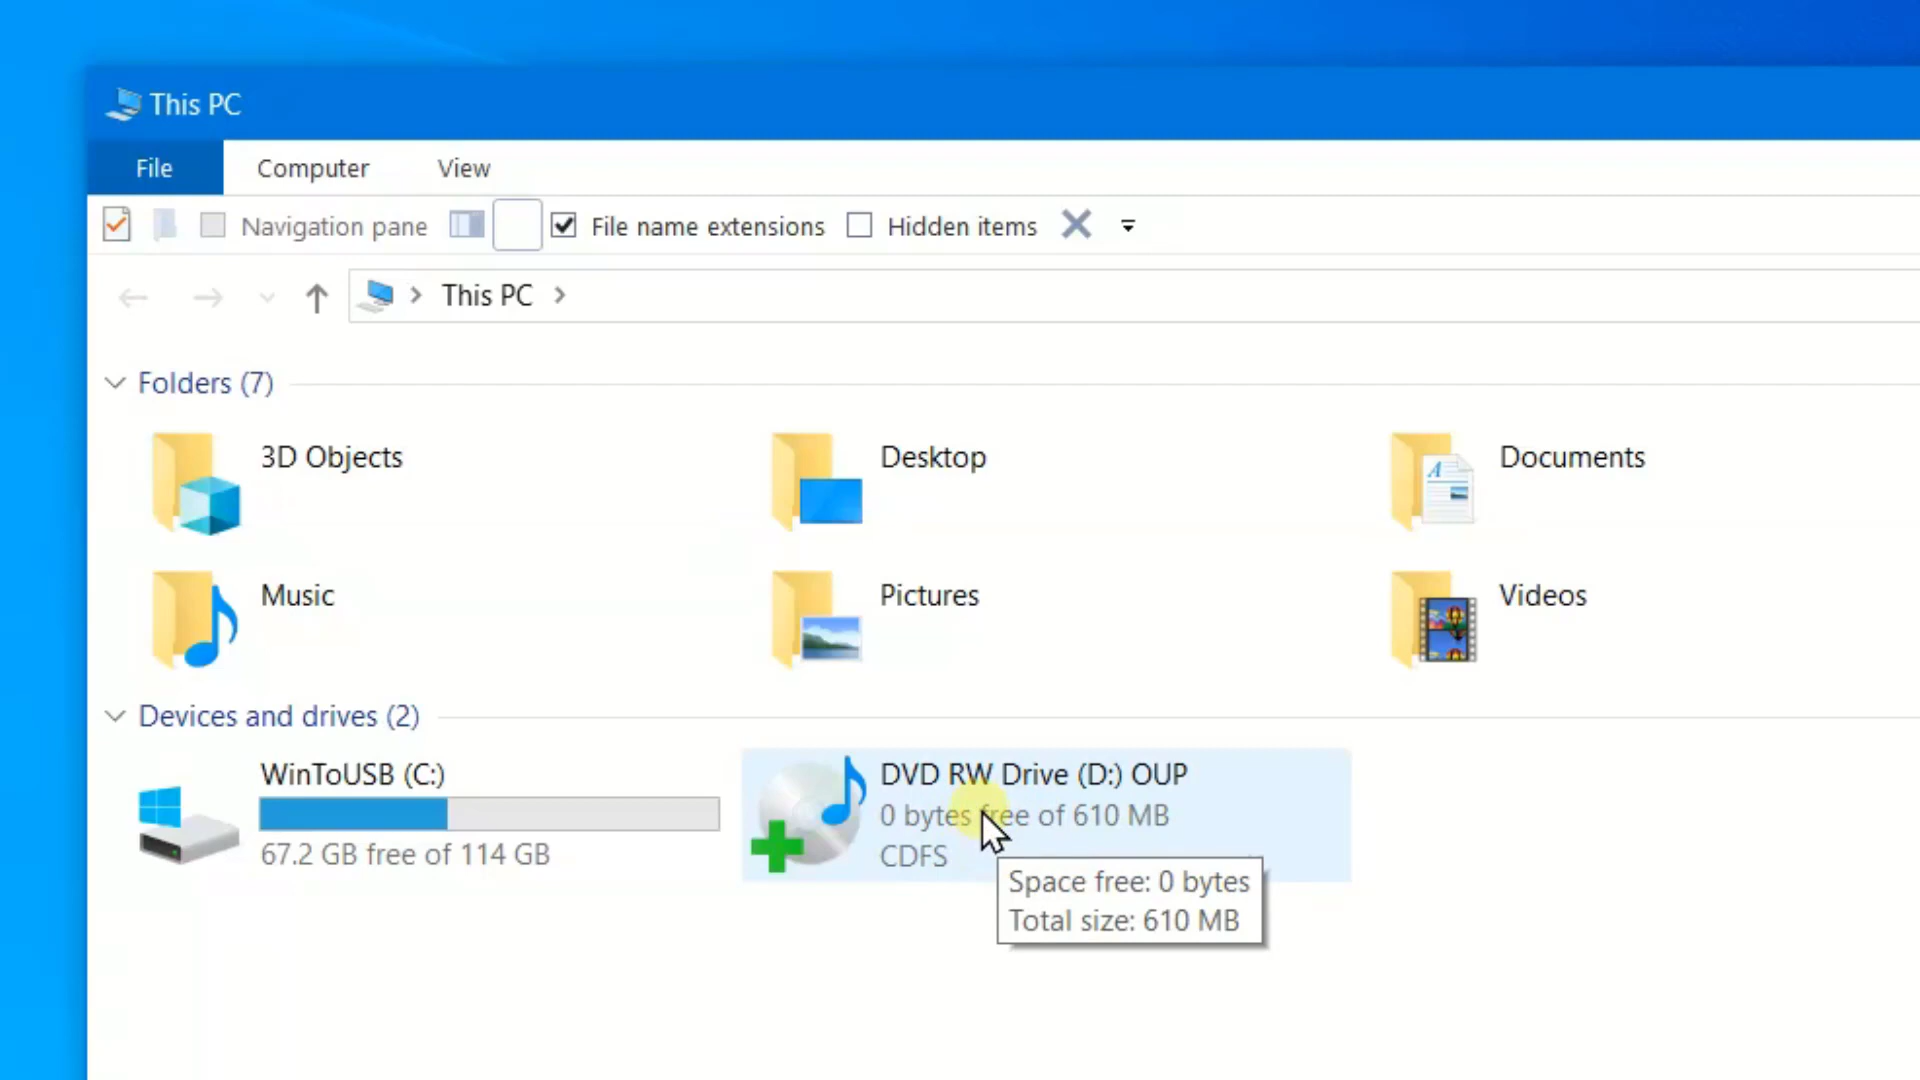 This PC
File Computer View
Navigation pane File name extensions Hidden items
This PC
Folders (7)
3D Objects Desktop Documents
Music Pictures Videos
Devices and drives (2)
WinToUSB (C:)
67.2 GB free of 114 GB
DVD RW Drive (D:) OUP
0 bytes free of 610 MB
CDFS
Space free: 0 bytes
Total size: 610 MB